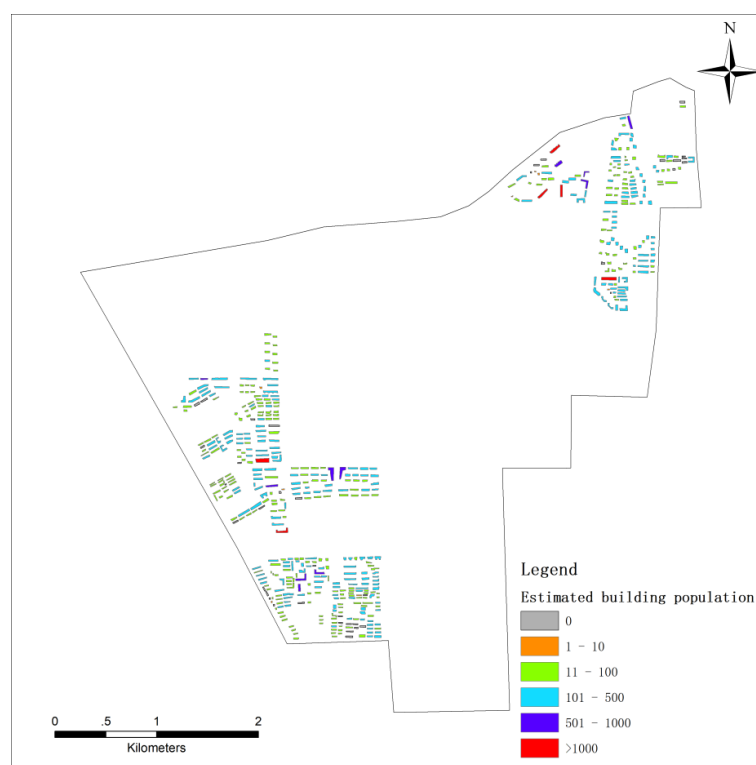 N
Legend
Estimated building population
0
1 - 10
11 - 100
101 - 500
501 - 1000
>1000
0 .5 1 2
Kilometers